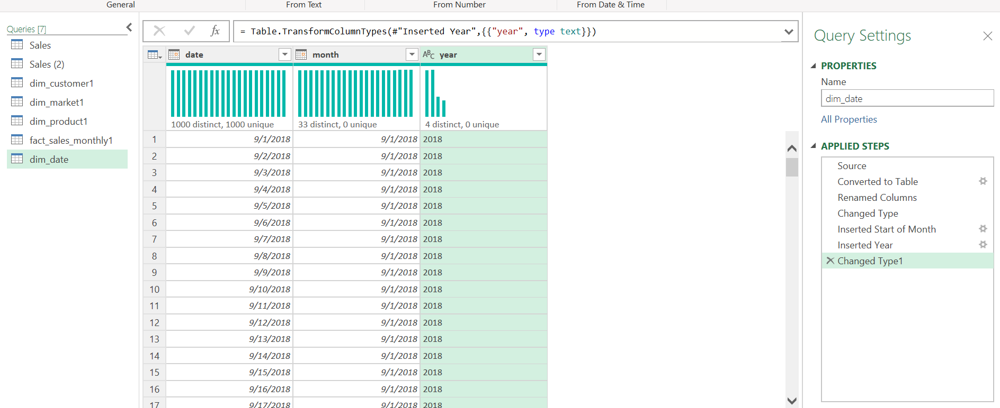 General From Text From Number From Date & Time
Queries [7]
Sales
Sales (2)
dim_customer1
dim_market1
dim_product1
fact_sales_monthly1
dim_date
fx = Table.TransformColumnTypes(#"Inserted Year",{{"year", type text}})
date month ABC year
1000 distinct, 1000 unique 33 distinct, 0 unique 4 distinct, 0 unique
1 9/1/2018 9/1/2018 2018
2 9/2/2018 9/1/2018 2018
3 9/3/2018 9/1/2018 2018
4 9/4/2018 9/1/2018 2018
5 9/5/2018 9/1/2018 2018
6 9/6/2018 9/1/2018 2018
7 9/7/2018 9/1/2018 2018
8 9/8/2018 9/1/2018 2018
9 9/9/2018 9/1/2018 2018
10 9/10/2018 9/1/2018 2018
11 9/11/2018 9/1/2018 2018
12 9/12/2018 9/1/2018 2018
13 9/13/2018 9/1/2018 2018
14 9/14/2018 9/1/2018 2018
15 9/15/2018 9/1/2018 2018
16 9/16/2018 9/1/2018 2018
17 9/17/2018 9/1/2018 2018
Query Settings
PROPERTIES
Name
dim_date
All Properties
APPLIED STEPS
Source
Converted to Table
Renamed Columns
Changed Type
Inserted Start of Month
Inserted Year
Changed Type1